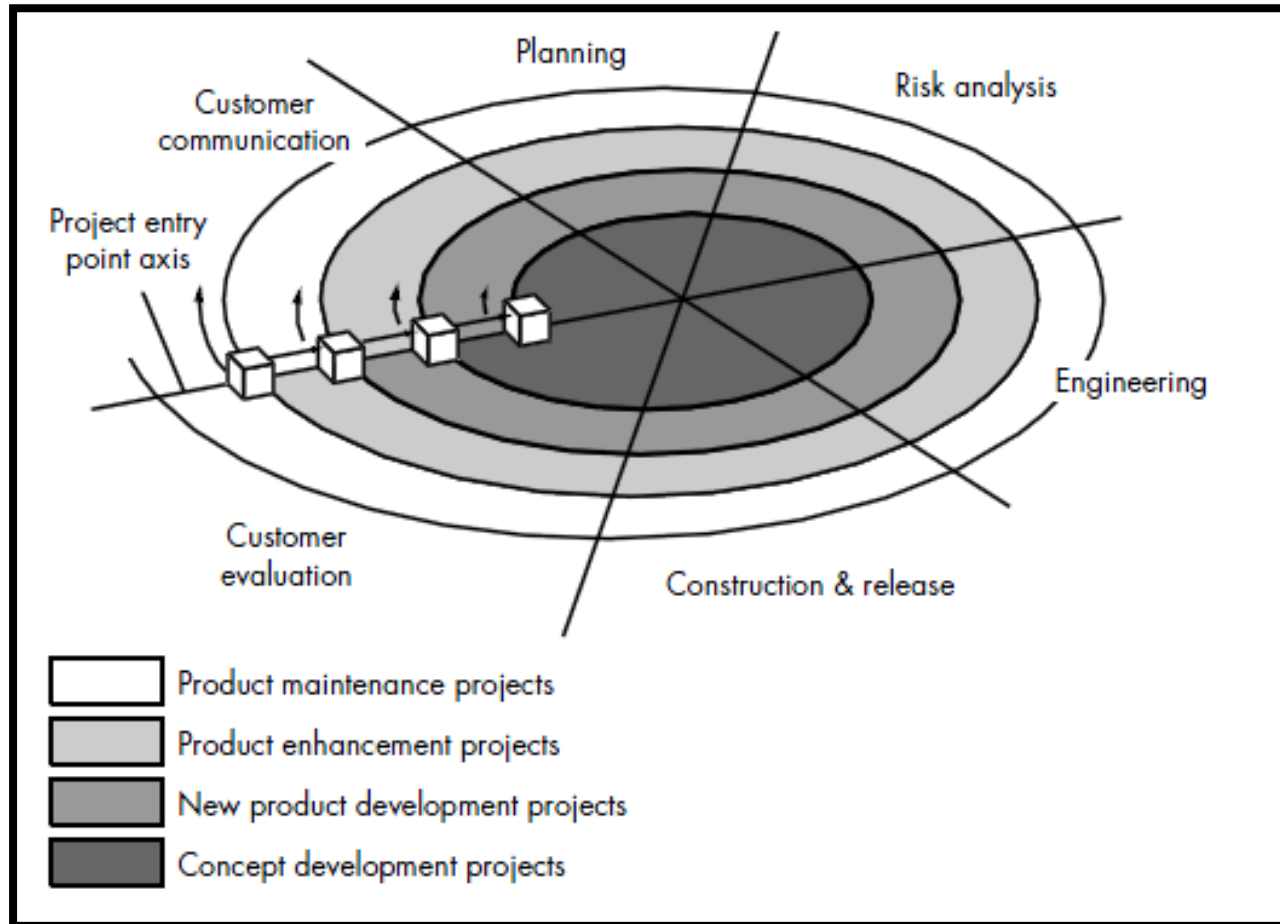 Planning
Risk analysis
Customer
communication
Project entry
point axis
Engineering
Customer
evaluation
Construction & release
Product maintenance projects
Product enhancement projects
New product development projects
Concept development projects